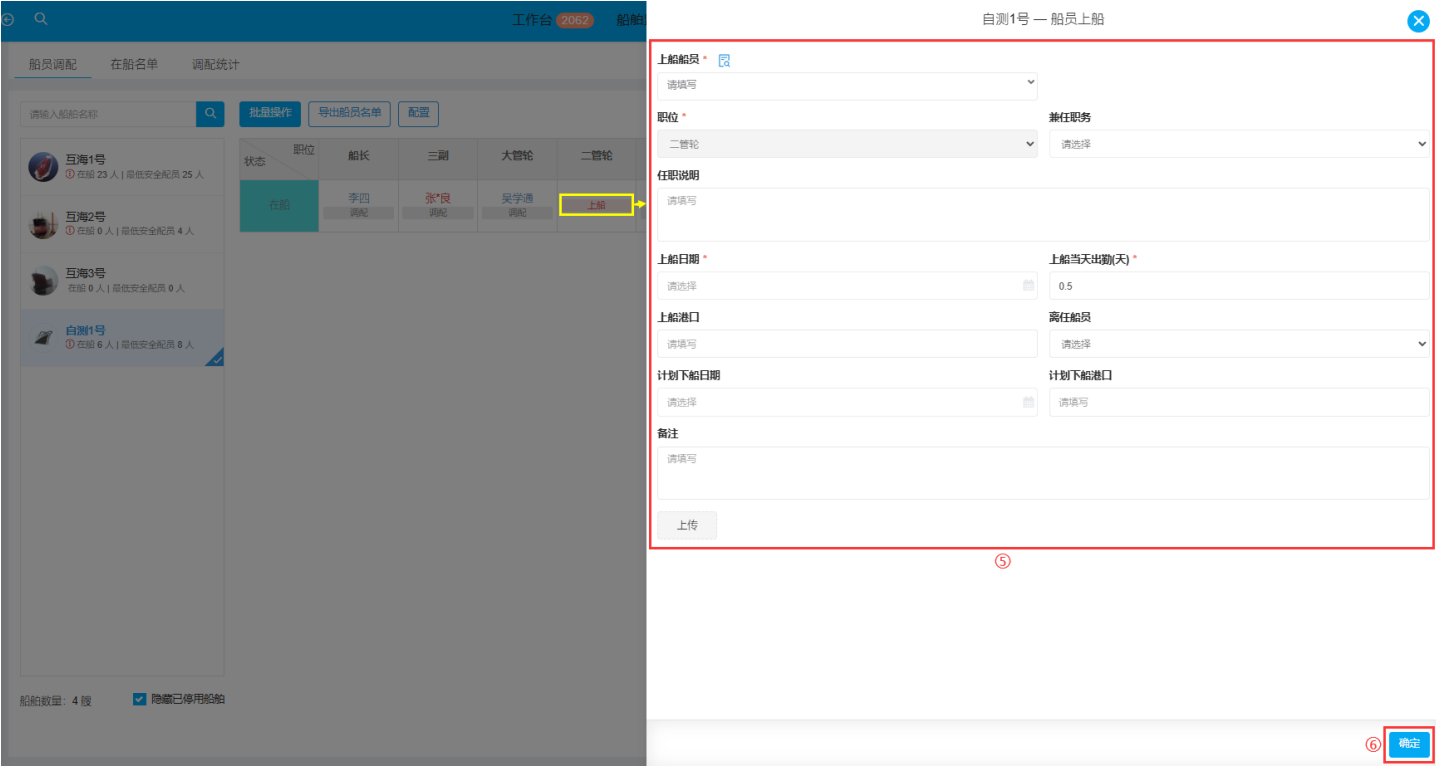 工作台 2062 船舶
自测1号 — 船员上船
船员调配 在船名单 调配统计
请输入船舶名称
批量操作 导出船员名单 配置
互海1号
① 在船 23 人 | 最低安全配员 25 人
互海2号
① 在船 0 人 | 最低安全配员 4 人
互海3号
在船 0 人 | 最低安全配员 0 人
自测1号
① 在船 6 人 | 最低安全配员 8 人
职位
状态 船长 三副 大管轮 二管轮
在船 李四 张*良 吴学通 上船
调配 调配 调配
船舶数量: 4 艘 隐藏已停用船舶
上船船员 *
请填写
职位 * 兼任职务
二管轮 请选择
任职说明
请填写
上船日期 * 上船当天出勤(天) *
请选择 0.5
上船港口 离任船员
请填写 请选择
计划下船日期 计划下船港口
请选择 请填写
备注
请填写
上传
⑤
⑥ 确定